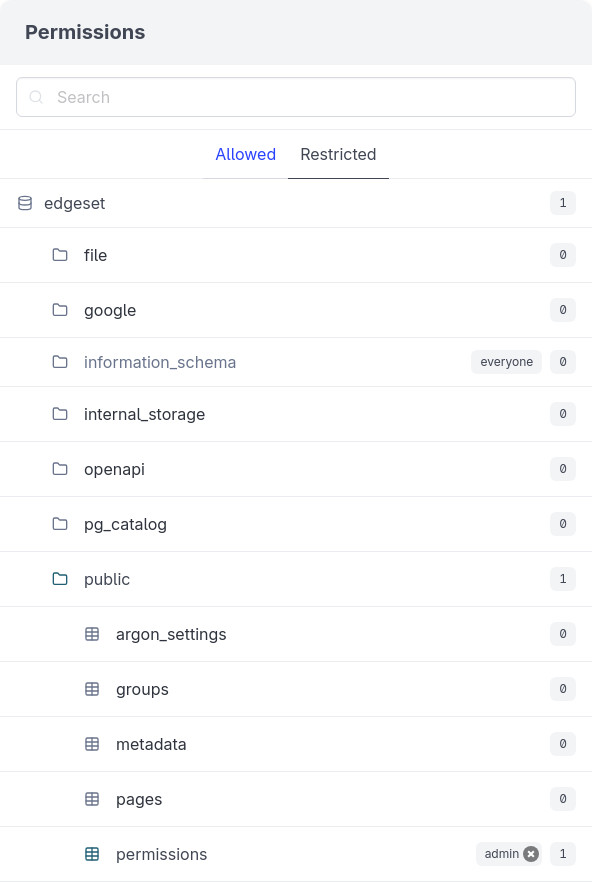 Permissions
Search
Allowed Restricted
edgeset 1
file 0
google 0
information_schema everyone 0
internal_storage 0
openapi 0
pg_catalog 0
public 1
argon_settings 0
groups 0
metadata 0
pages 0
permissions admin 1